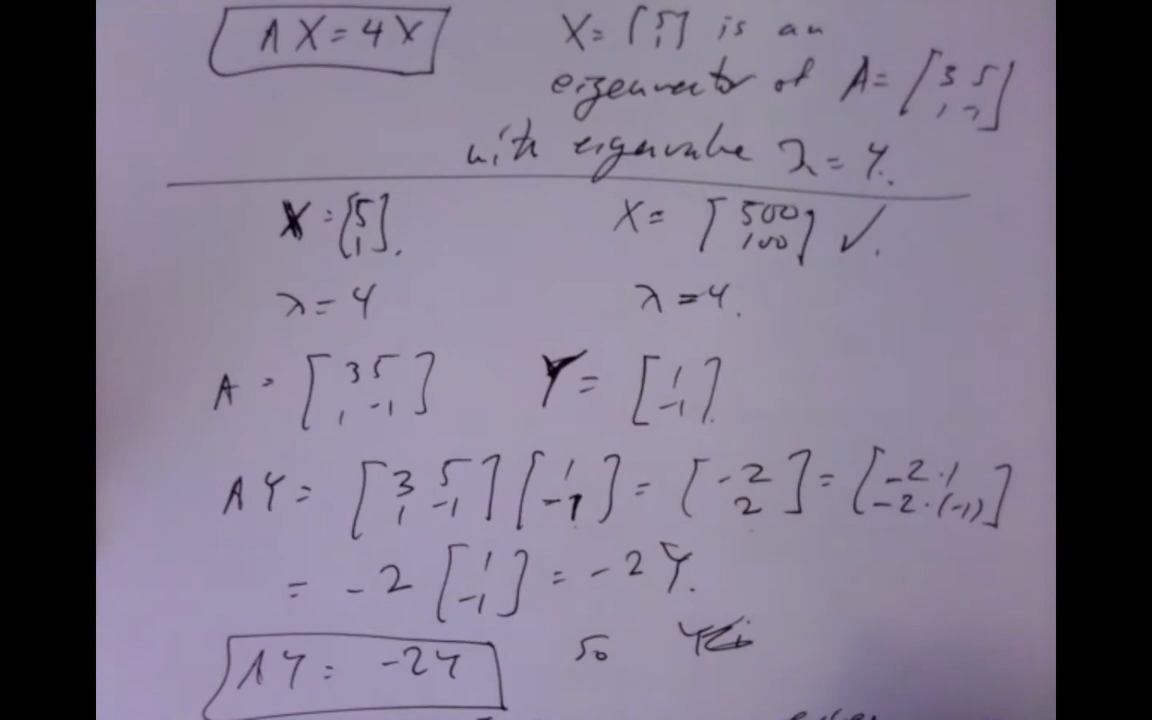 AX = 4X
X = [5 1] is an
eigenvector of A = [3 5 1 -1]
with eigenvalue λ = 4.
X = [5 1]. X = [500 100] ✓.
λ = 4 λ = 4.
A = [3 5 1 -1] Y = [1 -1]
AY = [3 5 1 -1] [1 -1] = [-2 2] = [-2·1 -2·(-1)]
= -2 [1 -1] = -2Y.
AY = -2Y so